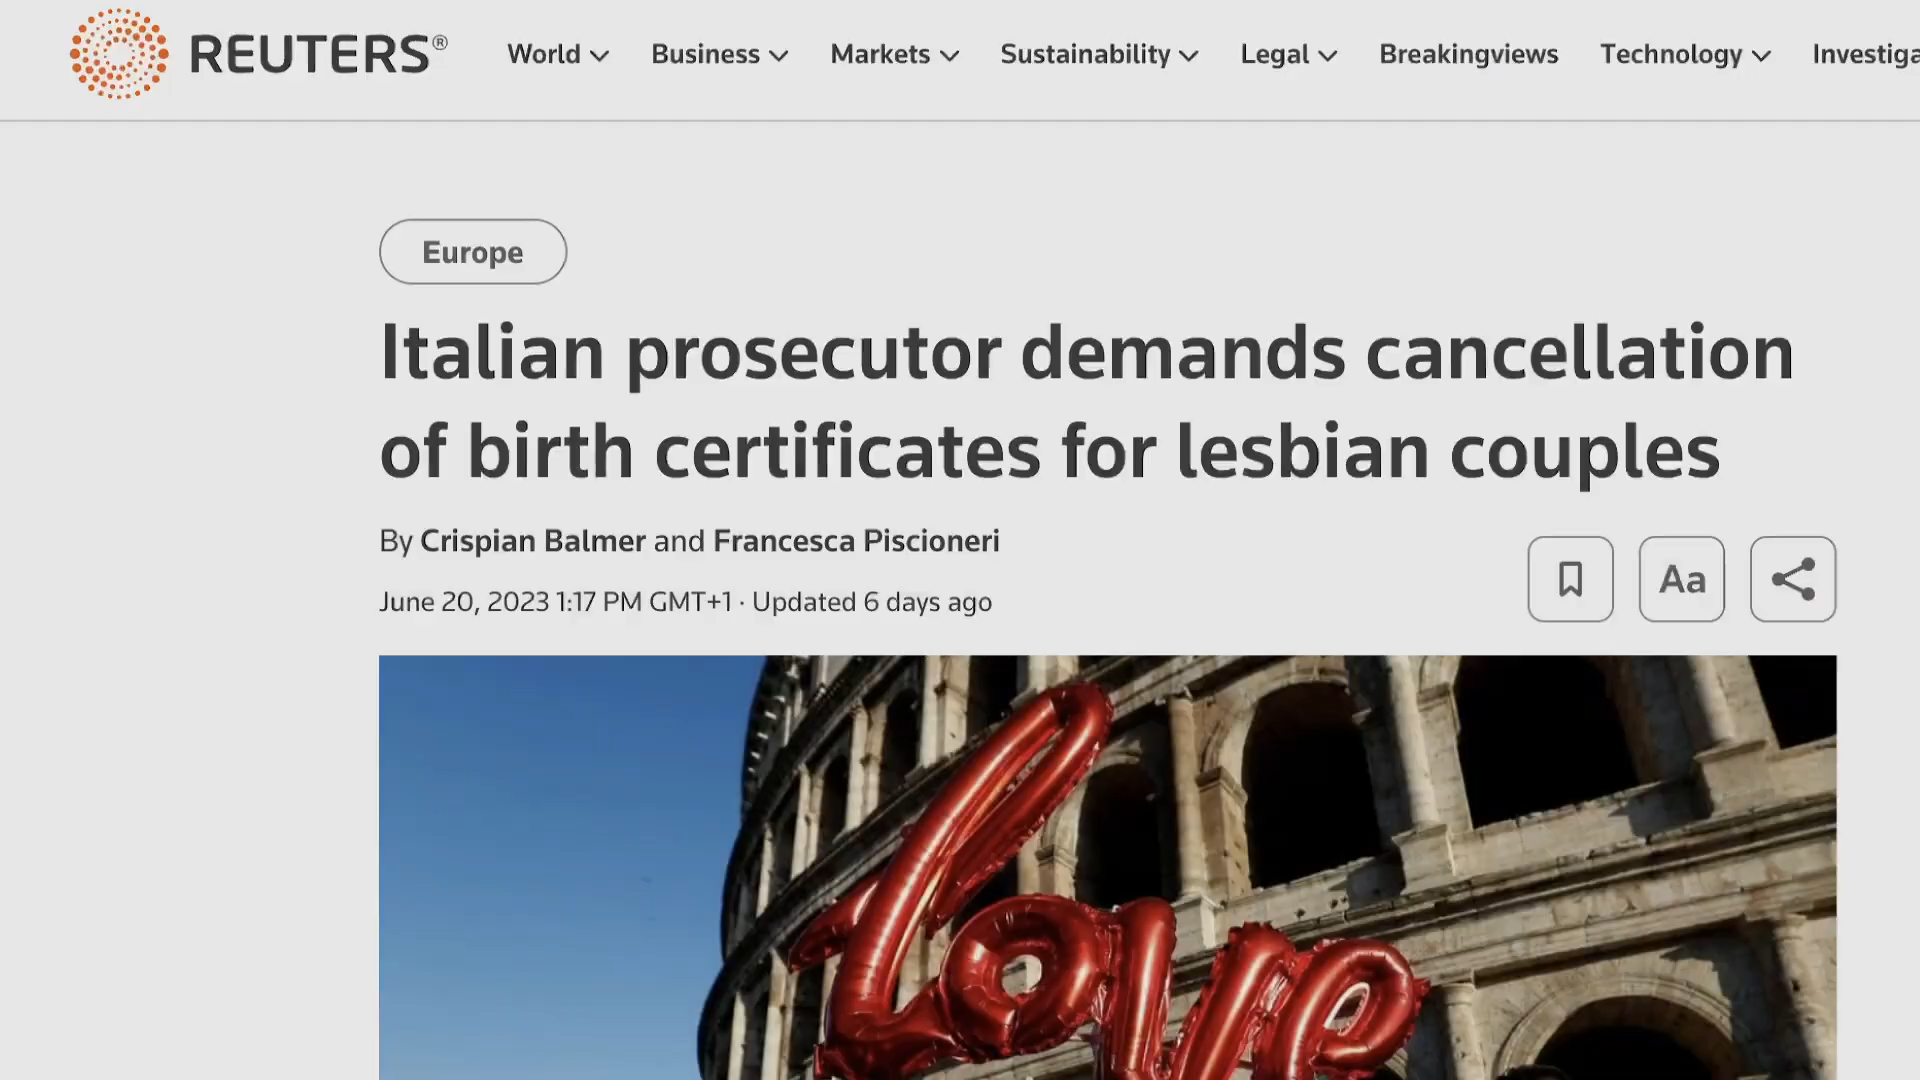 REUTERS®
World Business Markets Sustainability Legal Breakingviews Technology Investiga
Europe
Italian prosecutor demands cancellation
of birth certificates for lesbian couples
By Crispian Balmer and Francesca Piscioneri
June 20, 2023 1:17 PM GMT+1 · Updated 6 days ago
Aa
love